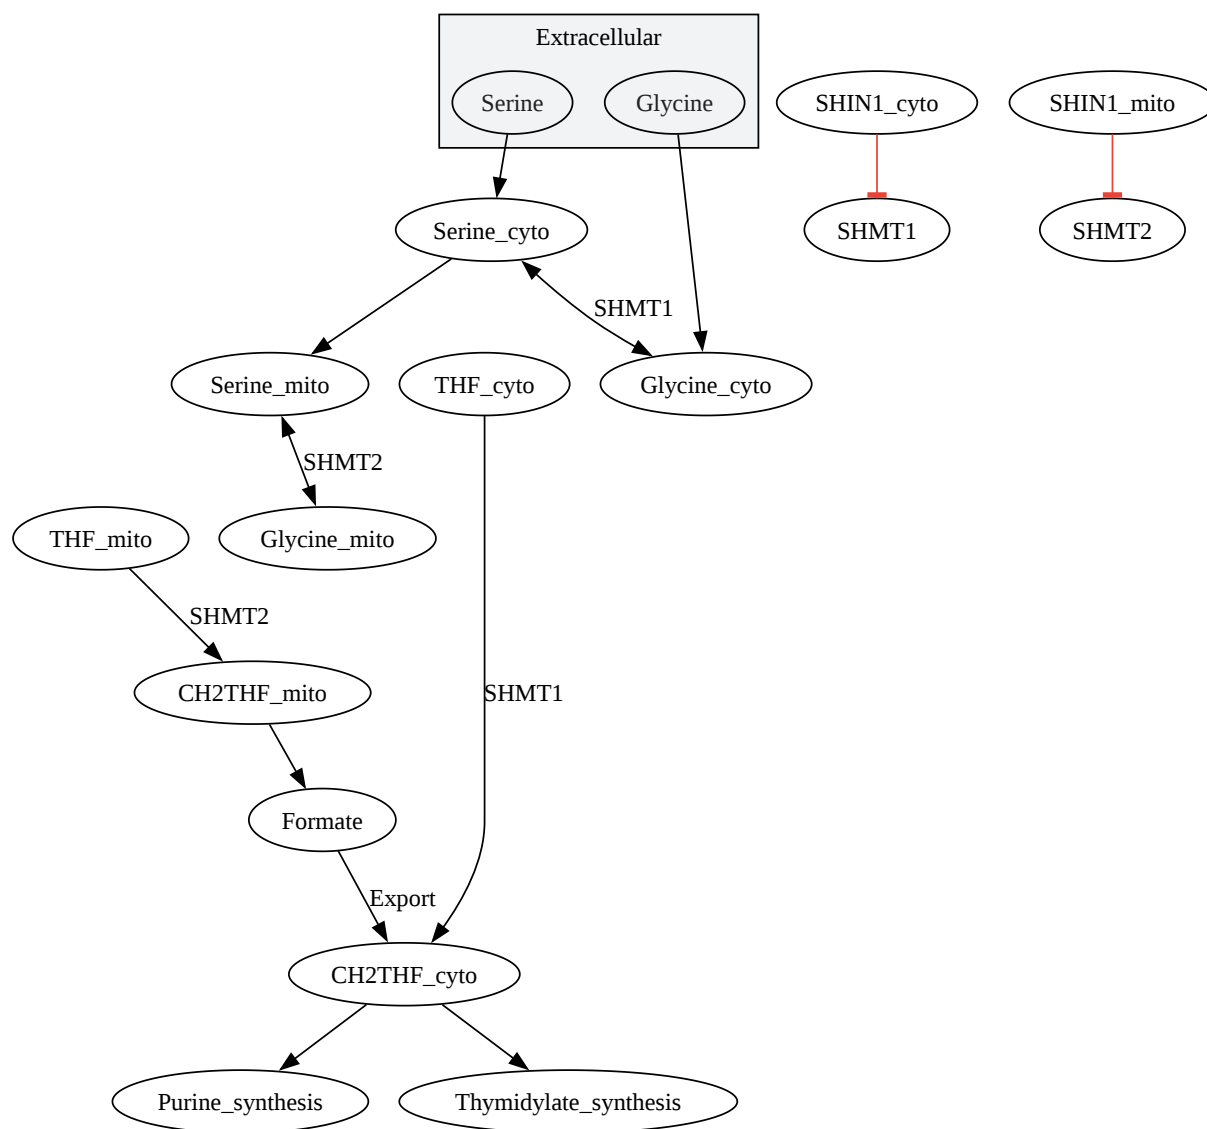 Extracellular
Serine
Glycine
SHIN1_cyto
SHIN1_mito
Serine_cyto
SHMT1
SHMT2
SHMT1
Serine_mito
THF_cyto
Glycine_cyto
SHMT2
THF_mito
Glycine_mito
SHMT2
CH2THF_mito
SHMT1
Formate
Export
CH2THF_cyto
Purine_synthesis
Thymidylate_synthesis